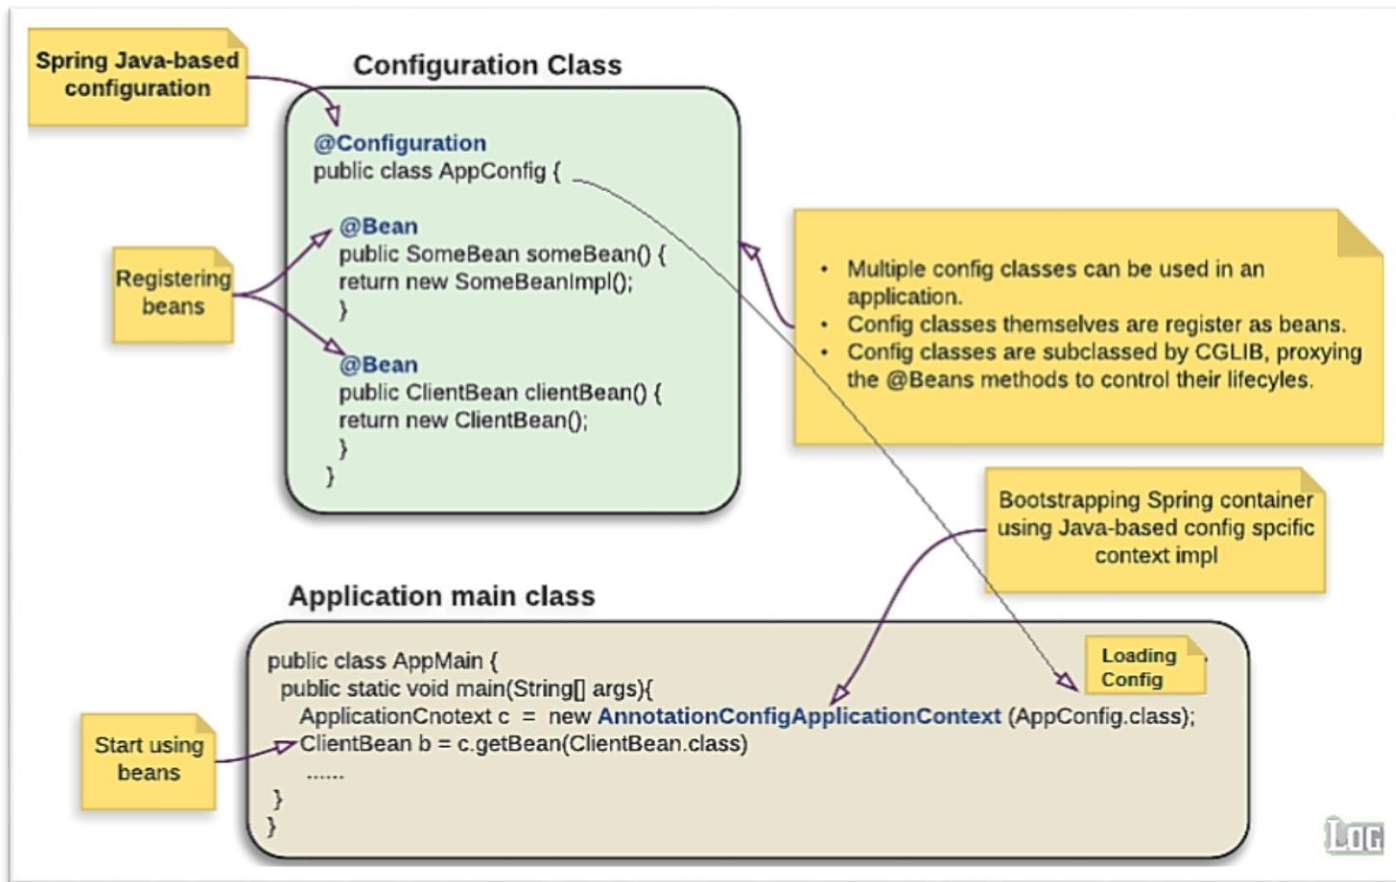 Spring Java-based
configuration
Configuration Class
@Configuration
public class AppConfig {
@Bean
public SomeBean someBean() {
return new SomeBeanImpl();
}
Registering
beans
@Bean
public ClientBean clientBean() {
return new ClientBean();
}
}
• Multiple config classes can be used in an
application.
• Config classes themselves are register as beans.
• Config classes are subclassed by CGLIB, proxying
the @Beans methods to control their lifecyles.
Bootstrapping Spring container
using Java-based config spcific
context impl
Application main class
Loading
Config
public class AppMain {
public static void main(String[] args){
ApplicationCnotext c = new AnnotationConfigApplicationContext (AppConfig.class);
ClientBean b = c.getBean(ClientBean.class)
......
}
}
Start using
beans
LOG